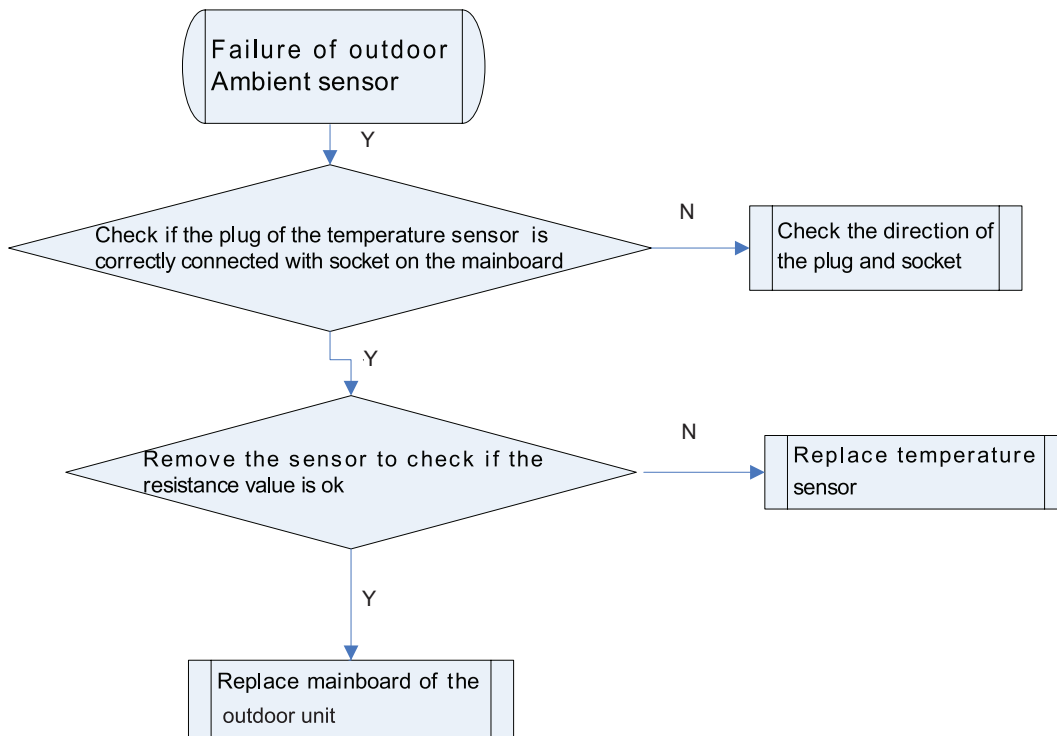 Failure of outdoor
Ambient sensor
Y
Check if the plug of the temperature sensor is
correctly connected with socket on the mainboard
N
Check the direction of
the plug and socket
Y
Remove the sensor to check if the
resistance value is ok
N
Replace temperature
sensor
Y
Replace mainboard of the
outdoor unit